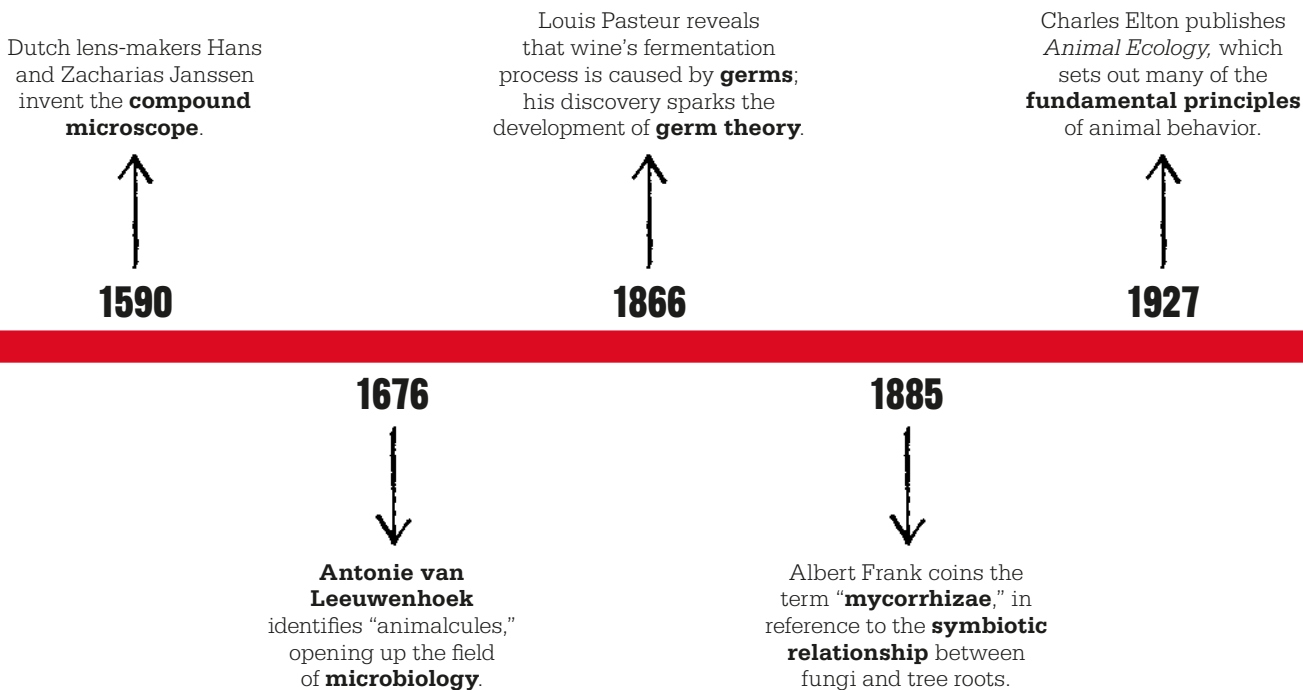 Dutch lens-makers Hans
and Zacharias Janssen
invent the compound
microscope.
1590
Antonie van
Leeuwenhoek
identifies “animalcules,”
opening up the field
of microbiology.
1676
Louis Pasteur reveals
that wine’s fermentation
process is caused by germs;
his discovery sparks the
development of germ theory.
1866
Albert Frank coins the
term “mycorrhizae,” in
reference to the symbiotic
relationship between
fungi and tree roots.
1885
Charles Elton publishes
Animal Ecology, which
sets out many of the
fundamental principles
of animal behavior.
1927